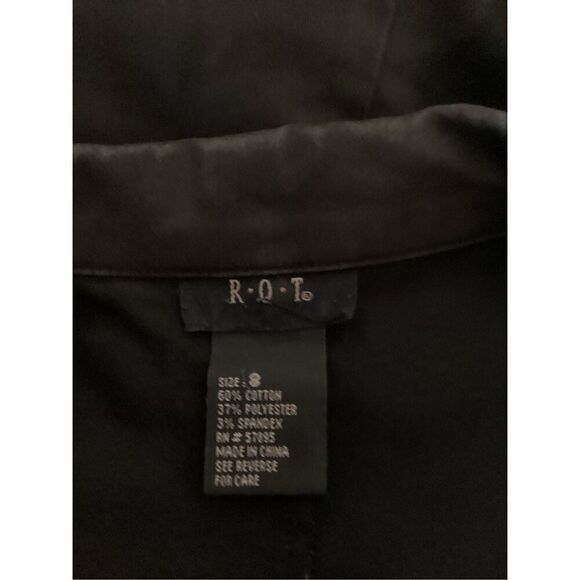 R·Q·T®
SIZE: 8
60% COTTON
37% POLYESTER
3% SPANDEX
RN # 57095
MADE IN CHINA
SEE REVERSE
FOR CARE